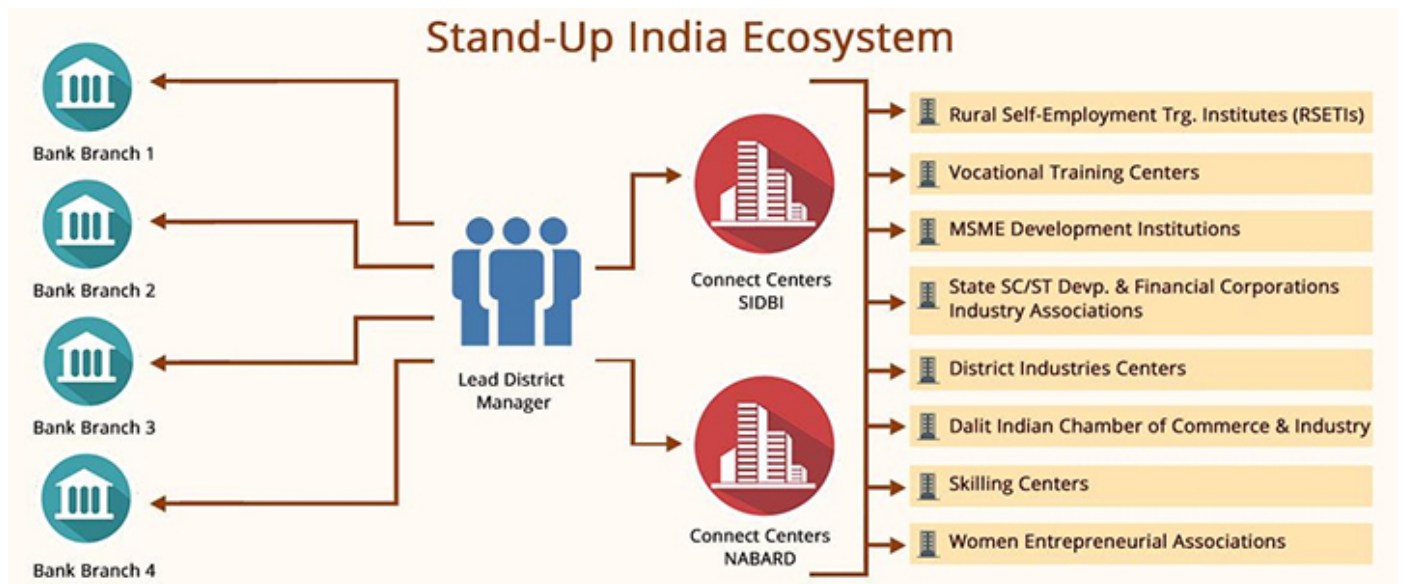 Stand-Up India Ecosystem
Bank Branch 1
Bank Branch 2
Bank Branch 3
Bank Branch 4
Lead District
Manager
Connect Centers
SIDBI
Connect Centers
NABARD
Rural Self-Employment Trg. Institutes (RSETIs)
Vocational Training Centers
MSME Development Institutions
State SC/ST Devp. & Financial Corporations
Industry Associations
District Industries Centers
Dalit Indian Chamber of Commerce & Industry
Skilling Centers
Women Entrepreneurial Associations